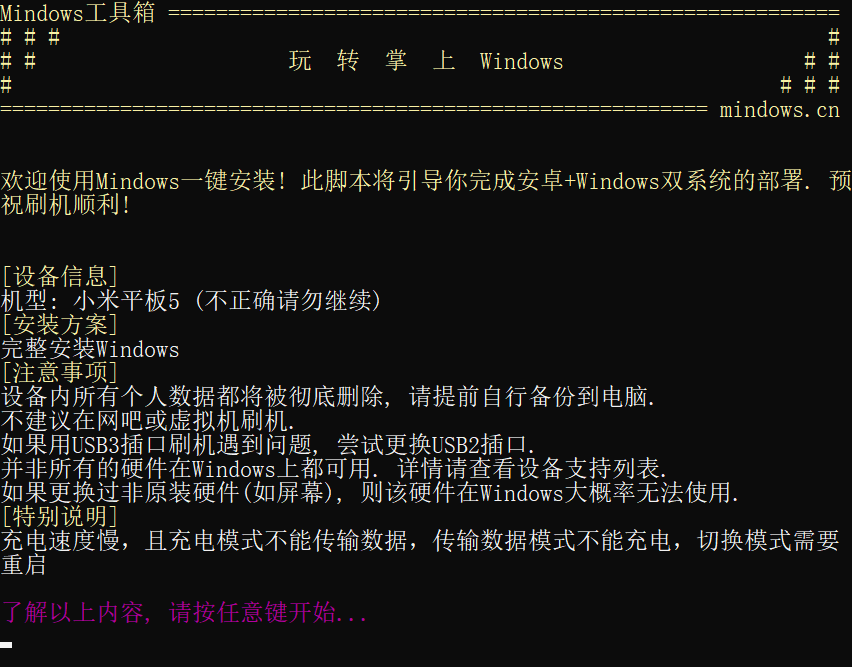 Mindows工具箱 ========================================================
# # # #
# # 玩 转 掌 上 Windows # #
# # # #
=========================================================== mindows.cn
欢迎使用Mindows一键安装! 此脚本将引导你完成安卓+Windows双系统的部署. 预
祝刷机顺利!
[设备信息]
机型: 小米平板5 (不正确请勿继续)
[安装方案]
完整安装Windows
[注意事项]
设备内所有个人数据都将被彻底删除, 请提前自行备份到电脑.
不建议在网吧或虚拟机刷机.
如果用USB3插口刷机遇到问题, 尝试更换USB2插口.
并非所有的硬件在Windows上都可用. 详情请查看设备支持列表.
如果更换过非原装硬件(如屏幕), 则该硬件在Windows大概率无法使用.
[特别说明]
充电速度慢，且充电模式不能传输数据，传输数据模式不能充电，切换模式需要
重启
了解以上内容, 请按任意键开始...